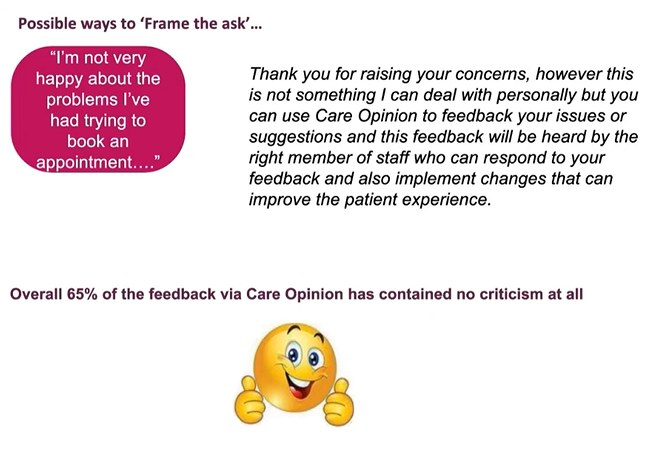 Possible ways to ‘Frame the ask’...
“I’m not very
happy about the
problems I’ve
had trying to
book an
appointment....”
Thank you for raising your concerns, however this
is not something I can deal with personally but you
can use Care Opinion to feedback your issues or
suggestions and this feedback will be heard by the
right member of staff who can respond to your
feedback and also implement changes that can
improve the patient experience.
Overall 65% of the feedback via Care Opinion has contained no criticism at all